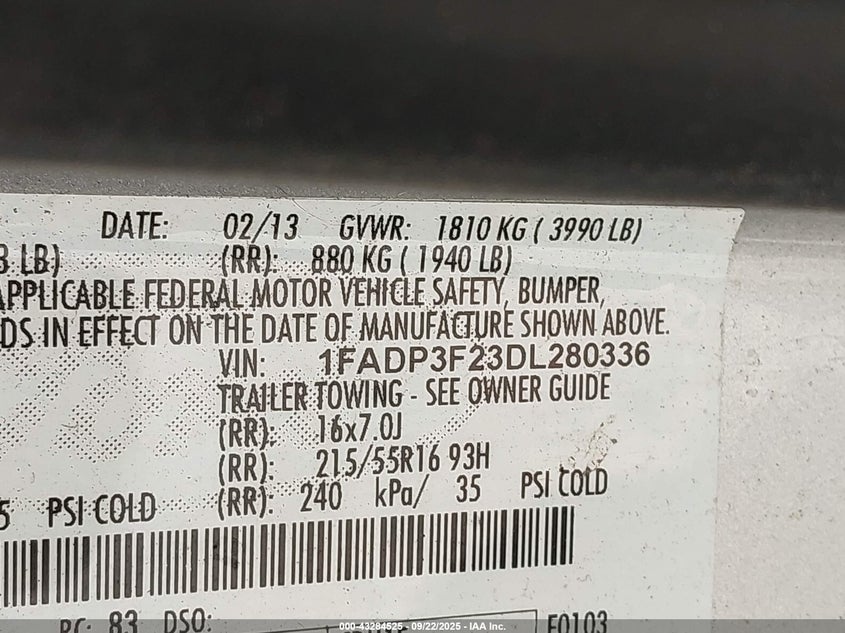 DATE: 02/13 GVWR: 1810 KG ( 3990 LB)
LB) (RR): 880 KG ( 1940 LB)
APPLICABLE FEDERAL MOTOR VEHICLE SAFETY, BUMPER,
DS IN EFFECT ON THE DATE OF MANUFACTURE SHOWN ABOVE.
VIN: 1FADP3F23DL280336
TRAILER TOWING - SEE OWNER GUIDE
(RR): 16x7.0J
(RR): 215/55R16 93H
5 PSI COLD (RR): 240 kPa/ 35 PSI COLD
RC: 83 DSO:
F0103
000-43284525 - 09/22/2025 - IAA Inc.